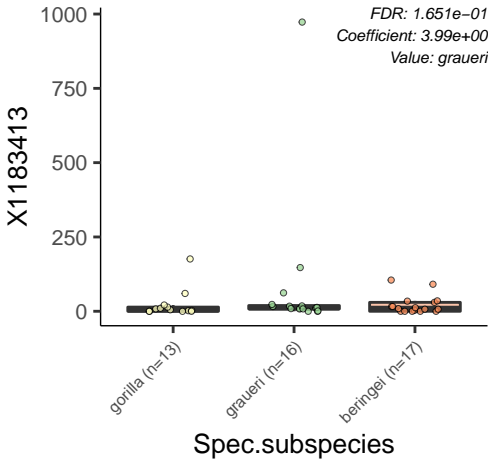 FDR: 1.651e−01
Coefficient: 3.99e+00
Value: graueri
1000
750
500
250
0
X1183413
gorilla (n=13)
graueri (n=16)
beringei (n=17)
Spec.subspecies